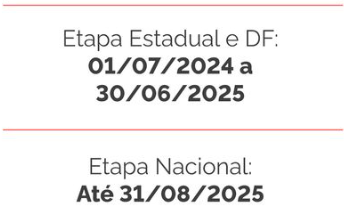 Etapa Estadual e DF:
01/07/2024 a
30/06/2025
Etapa Nacional:
Até 31/08/2025